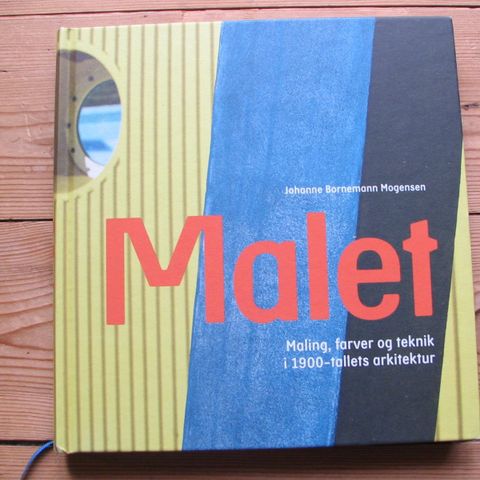 Johanne Bornemann Mogensen
Malet
Maling, farver og teknik
i 1900-tallets arkitektur